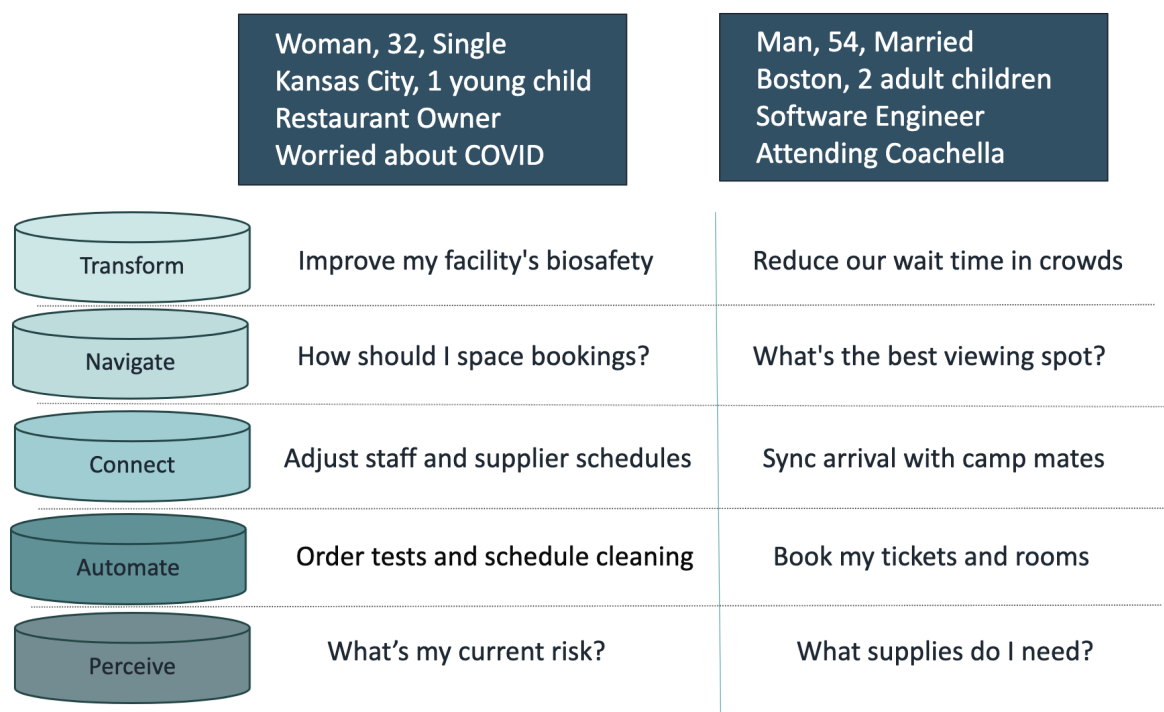 Woman, 32, Single
Kansas City, 1 young child
Restaurant Owner
Worried about COVID
Man, 54, Married
Boston, 2 adult children
Software Engineer
Attending Coachella
Transform
Improve my facility's biosafety
Reduce our wait time in crowds
Navigate
How should I space bookings?
What's the best viewing spot?
Connect
Adjust staff and supplier schedules
Sync arrival with camp mates
Automate
Order tests and schedule cleaning
Book my tickets and rooms
Perceive
What’s my current risk?
What supplies do I need?